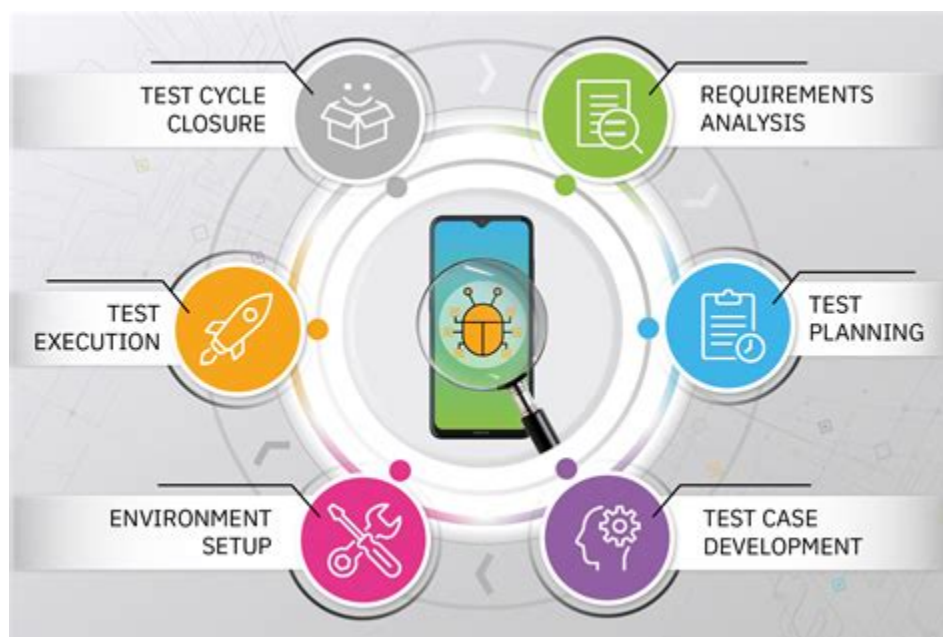 TEST CYCLE
CLOSURE
REQUIREMENTS
ANALYSIS
TEST
EXECUTION
TEST
PLANNING
ENVIRONMENT
SETUP
TEST CASE
DEVELOPMENT